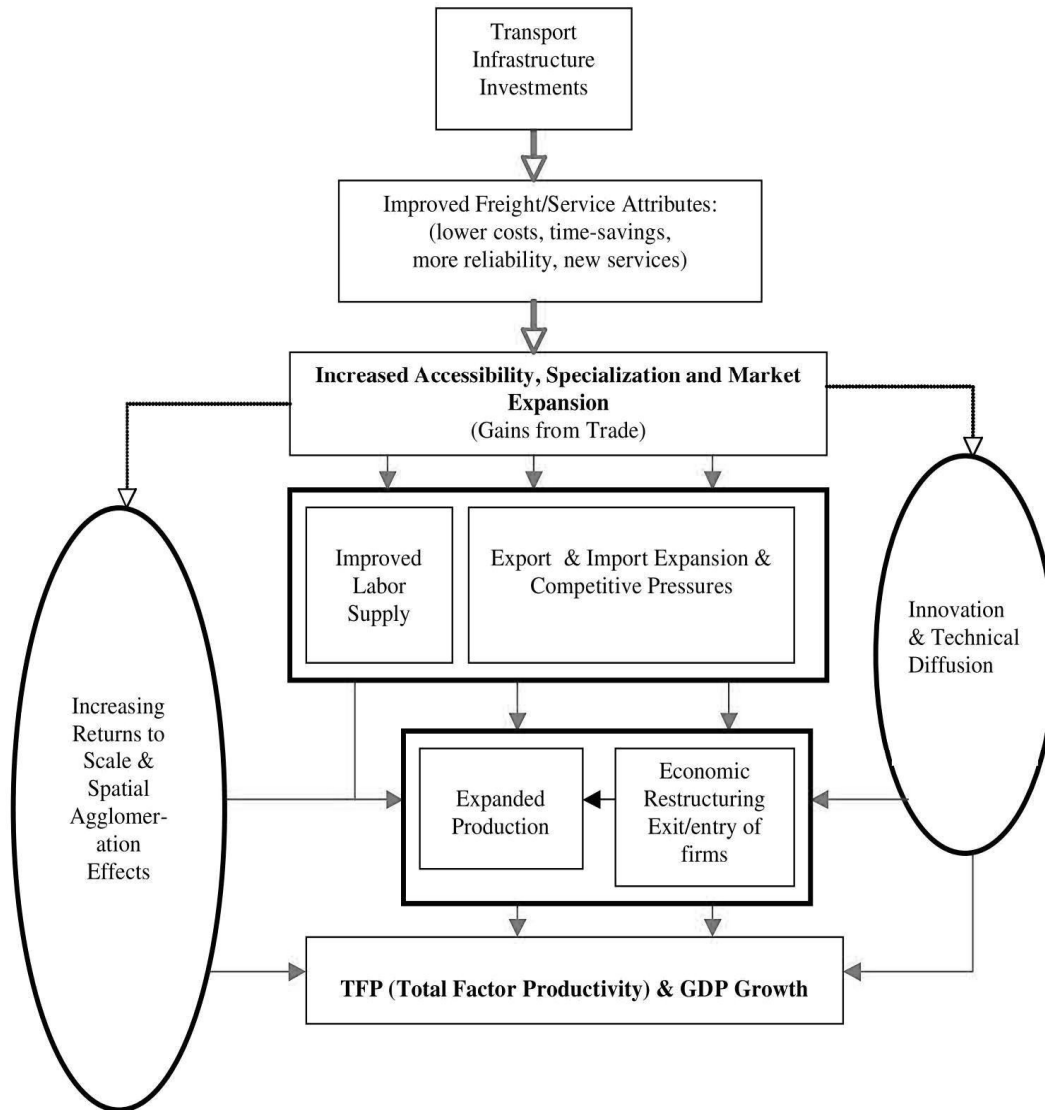 Transport
Infrastructure
Investments
Improved Freight/Service Attributes:
(lower costs, time-savings,
more reliability, new services)
Increased Accessibility, Specialization and Market
Expansion
(Gains from Trade)
Improved
Labor
Supply
Export & Import Expansion &
Competitive Pressures
Innovation
& Technical
Diffusion
Increasing
Returns to
Scale &
Spatial
Agglomer-
ation
Effects
Expanded
Production
Economic
Restructuring
Exit/entry of
firms
TFP (Total Factor Productivity) & GDP Growth